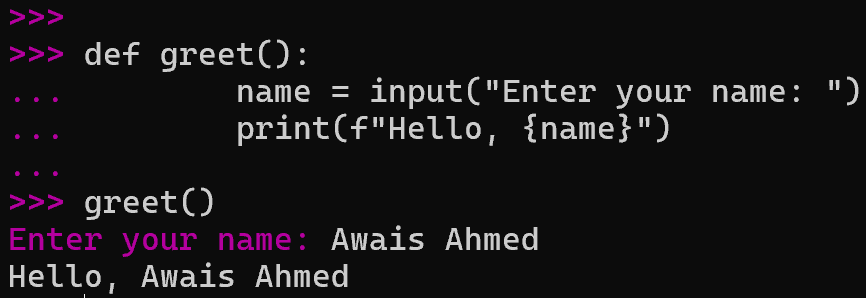 >>>
>>> def greet():
...         name = input("Enter your name: ")
...         print(f"Hello, {name}")
...
>>> greet()
Enter your name: Awais Ahmed
Hello, Awais Ahmed